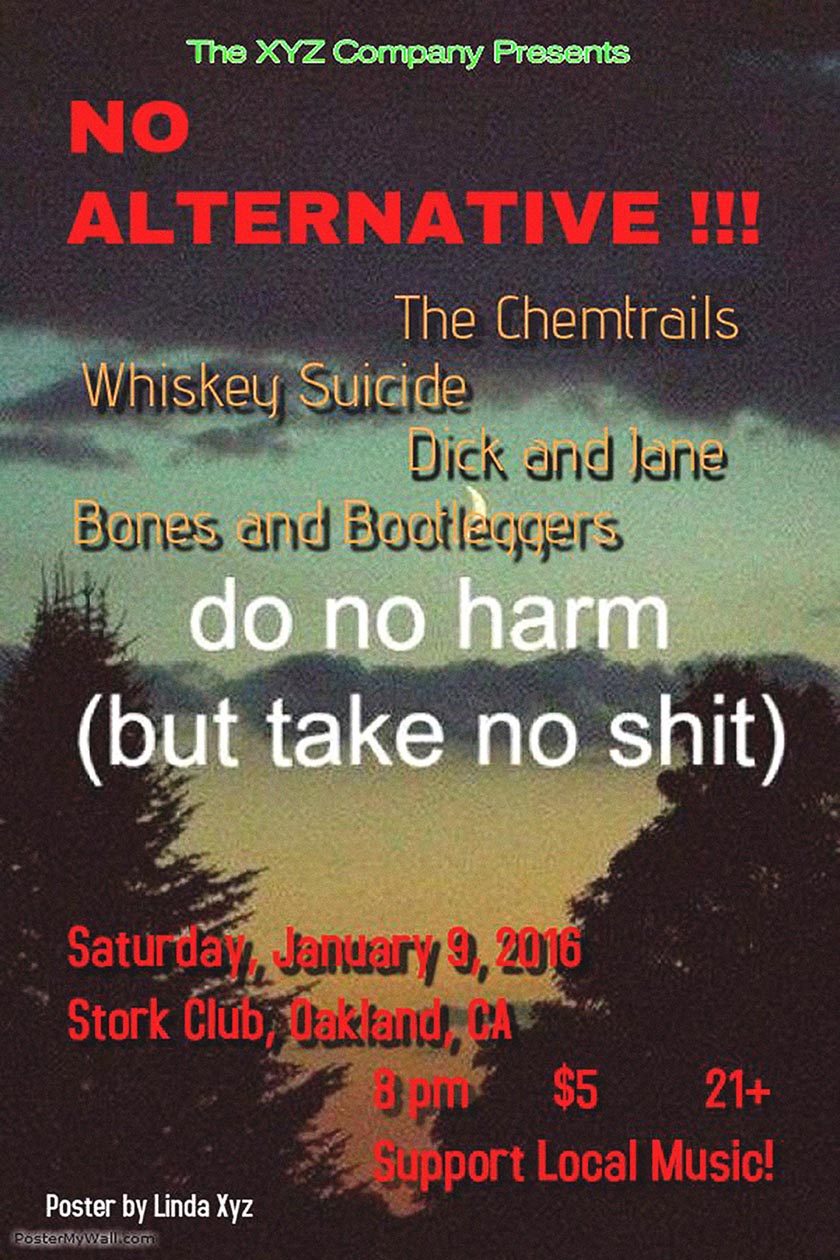 The XYZ Company Presents
NO
ALTERNATIVE !!!
The Chemtrails
Whiskey Suicide
Dick and Jane
Bones and Bootleggers
do no harm
(but take no shit)
Saturday, January 9, 2016
Stork Club, Oakland, CA
8 pm $5 21+
Support Local Music!
Poster by Linda Xyz
PosterMyWall.com